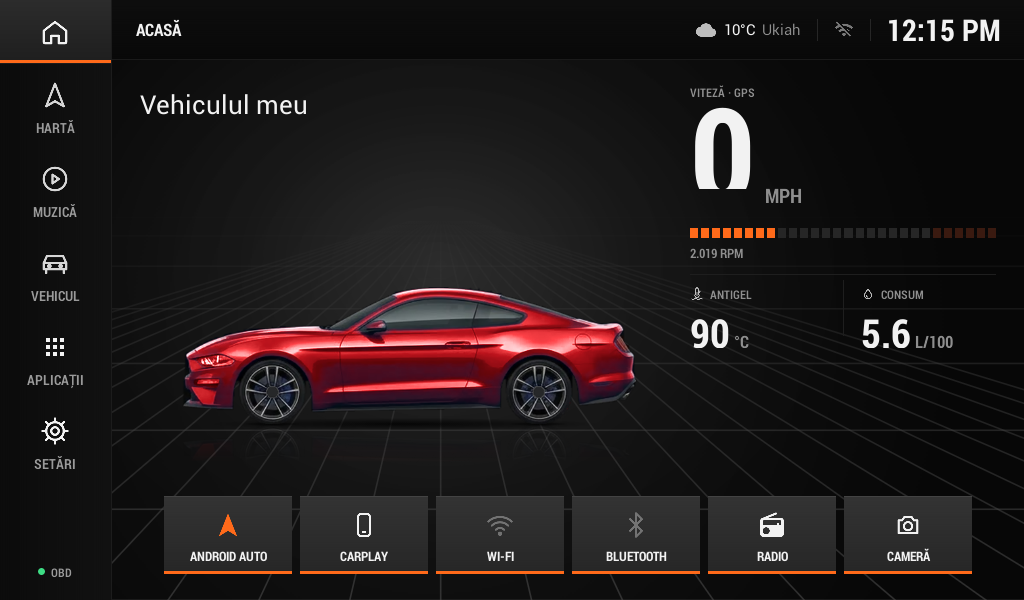 ACASĂ
10°C Ukiah
12:15 PM
HARTĂ
MUZICĂ
VEHICUL
APLICAȚII
SETĂRI
OBD
Vehiculul meu
VITEZĂ · GPS
0 MPH
2.019 RPM
ANTIGEL
90 °C
CONSUM
5.6 L/100
ANDROID AUTO
CARPLAY
WI-FI
BLUETOOTH
RADIO
CAMERĂ